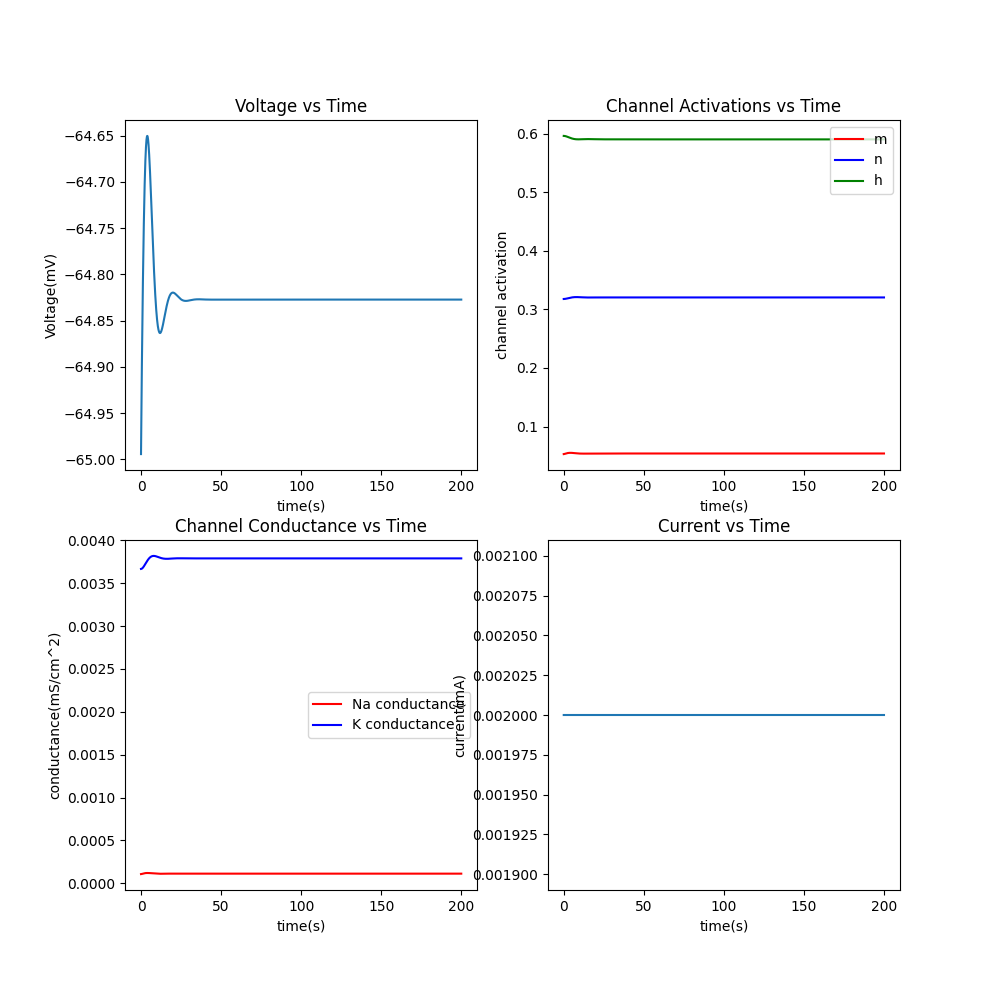 Voltage vs Time
−64.65
−64.70
−64.75
−64.80
−64.85
−64.90
−64.95
−65.00
Voltage(mV)
0 50 100 150 200
time(s)
Channel Activations vs Time
0.6
0.5
0.4
0.3
0.2
0.1
channel activation
m
n
h
0 50 100 150 200
time(s)
Channel Conductance vs Time
0.0040
0.0035
0.0030
0.0025
0.0020
0.0015
0.0010
0.0005
0.0000
conductance(mS/cm^2)
Na conductance
K conductance
0 50 100 150 200
time(s)
Current vs Time
0.002100
0.002075
0.002050
0.002025
0.002000
0.001975
0.001950
0.001925
0.001900
current(mA)
0 50 100 150 200
time(s)